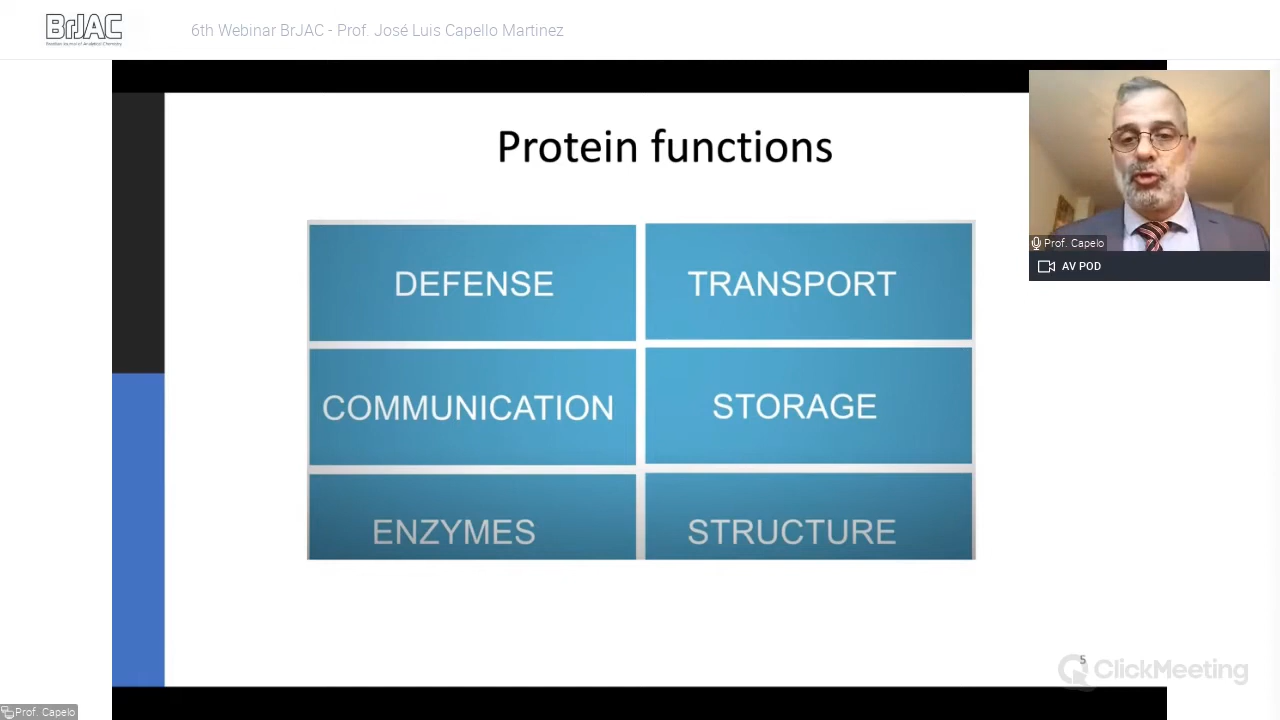 BrJAC
6th Webinar BrJAC - Prof. José Luis Capello Martinez
Protein functions
DEFENSE
TRANSPORT
COMMUNICATION
STORAGE
ENZYMES
STRUCTURE
Prof. Capelo
AV POD
5
ClickMeeting
Prof. Capelo